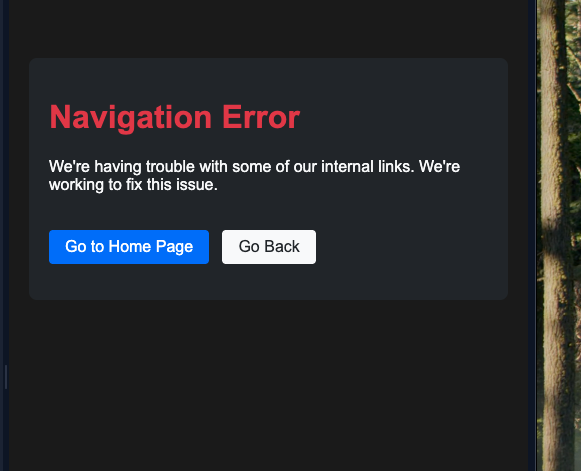 Navigation Error
We're having trouble with some of our internal links. We're
working to fix this issue.
Go to Home Page
Go Back